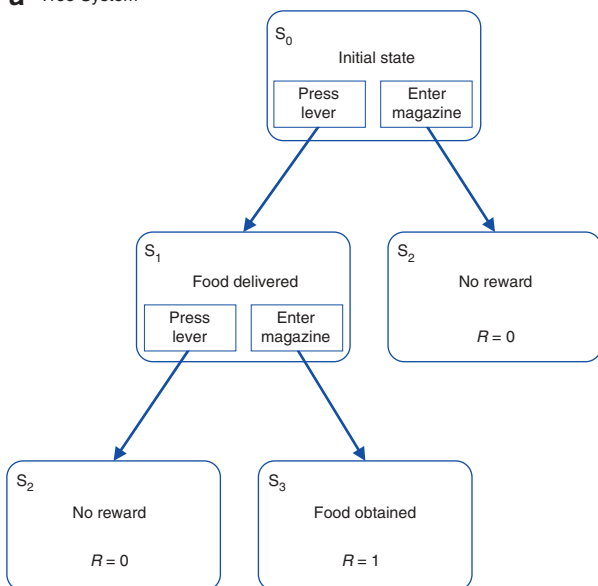 a
S₀
Initial state
Press
lever
Enter
magazine
S₁
Food delivered
Press
lever
Enter
magazine
S₂
No reward
R = 0
S₂
No reward
R = 0
S₃
Food obtained
R = 1